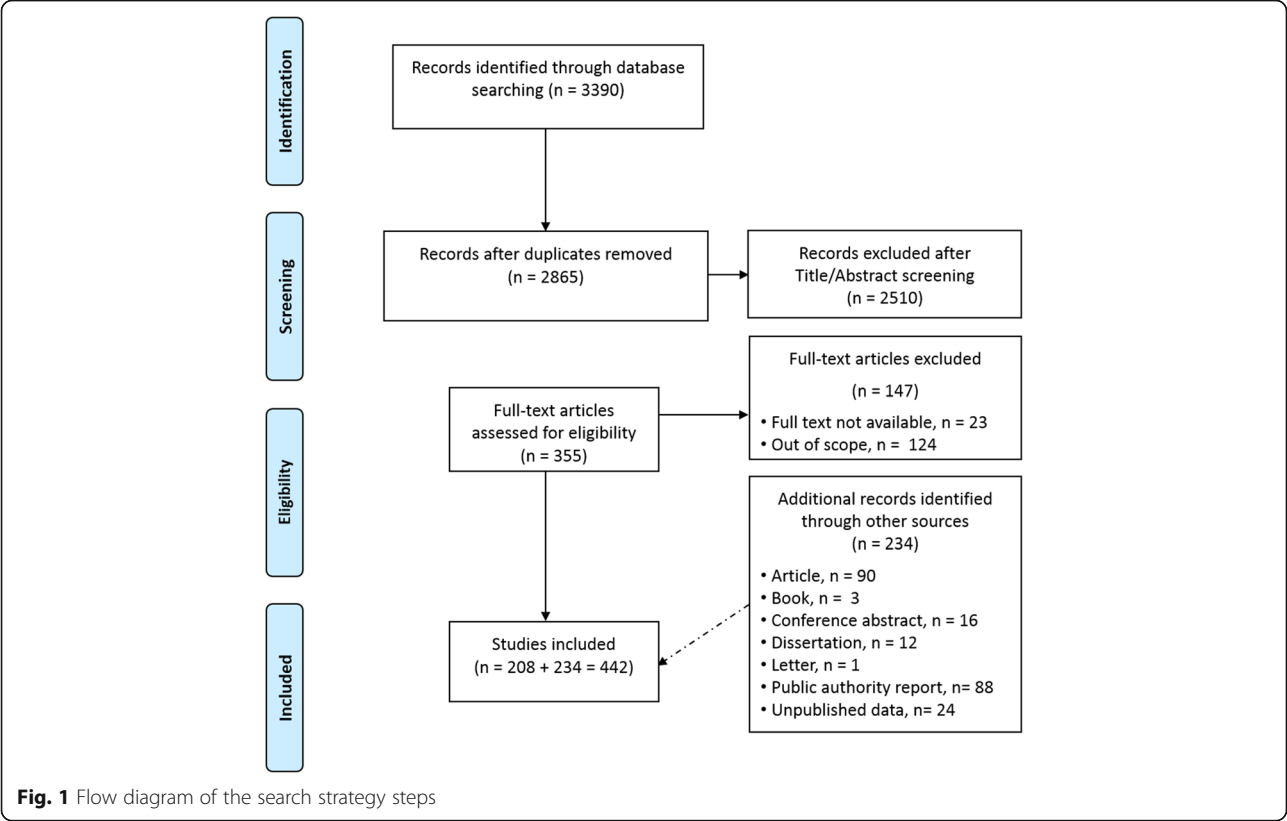 Identification
Records identified through database
searching (n = 3390)
Screening
Records after duplicates removed
(n = 2865)
Records excluded after
Title/Abstract screening
(n = 2510)
Eligibility
Full-text articles
assessed for eligibility
(n = 355)
Full-text articles excluded
(n = 147)
• Full text not available, n = 23
• Out of scope, n = 124
Additional records identified
through other sources
(n = 234)
• Article, n = 90
• Book, n = 3
• Conference abstract, n = 16
• Dissertation, n = 12
• Letter, n = 1
• Public authority report, n= 88
• Unpublished data, n= 24
Included
Studies included
(n = 208 + 234 = 442)
Fig. 1 Flow diagram of the search strategy steps